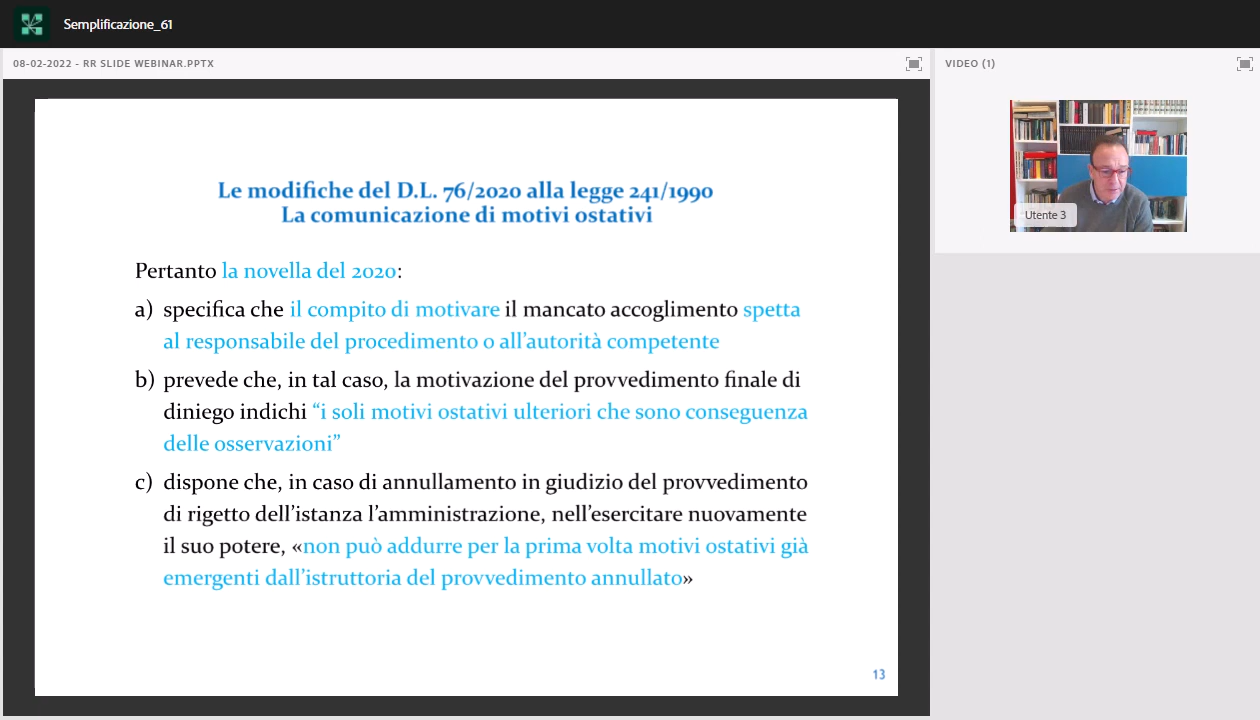 Semplificazione_61
08-02-2022 - RR SLIDE WEBINAR.PPTX
VIDEO (1)
Utente 3
Le modifiche del D.L. 76/2020 alla legge 241/1990
La comunicazione di motivi ostativi
Pertanto la novella del 2020:
a) specifica che il compito di motivare il mancato accoglimento spetta
al responsabile del procedimento o all’autorità competente
b) prevede che, in tal caso, la motivazione del provvedimento finale di
diniego indichi “i soli motivi ostativi ulteriori che sono conseguenza
delle osservazioni”
c) dispone che, in caso di annullamento in giudizio del provvedimento
di rigetto dell’istanza l’amministrazione, nell’esercitare nuovamente
il suo potere, «non può addurre per la prima volta motivi ostativi già
emergenti dall’istruttoria del provvedimento annullato»
13